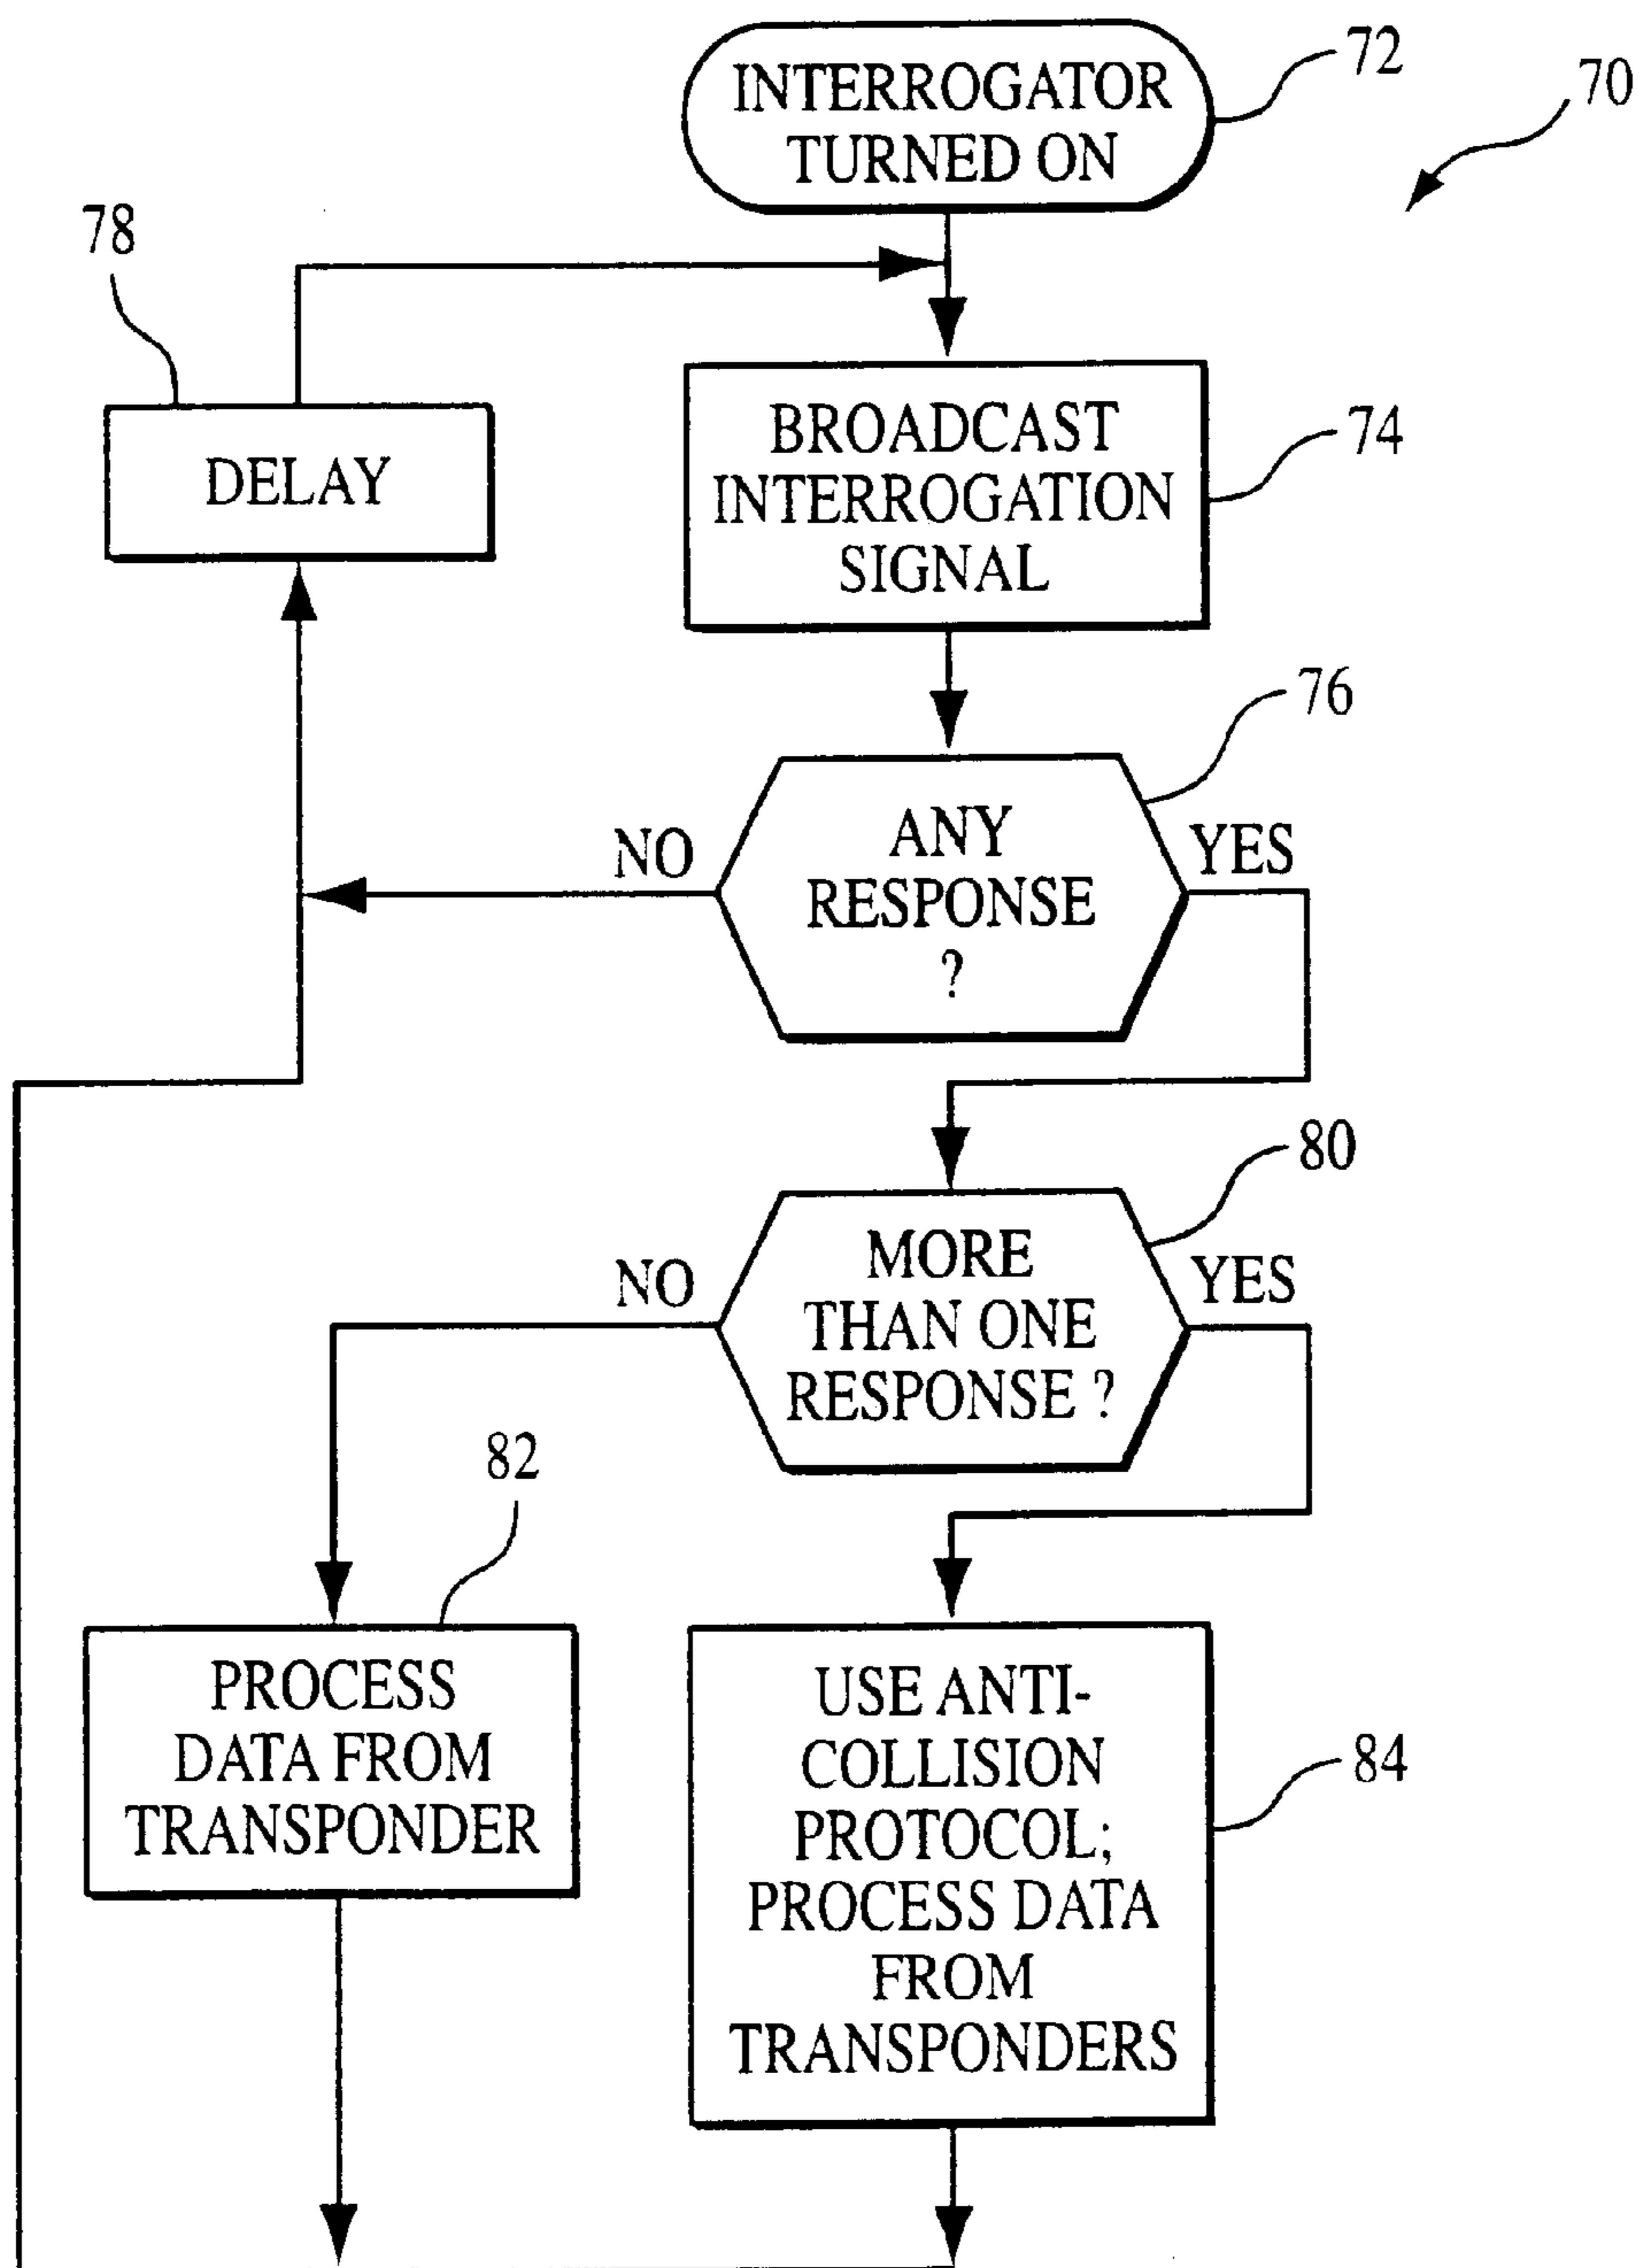 INTERROGATOR
TURNED ON
72
70
78
DELAY
BROADCAST
INTERROGATION
SIGNAL
74
76
NO
ANY
RESPONSE
?
YES
80
NO
MORE
THAN ONE
RESPONSE ?
YES
82
PROCESS
DATA FROM
TRANSPONDER
USE ANTI-
COLLISION
PROTOCOL;
PROCESS DATA
FROM
TRANSPONDERS
84